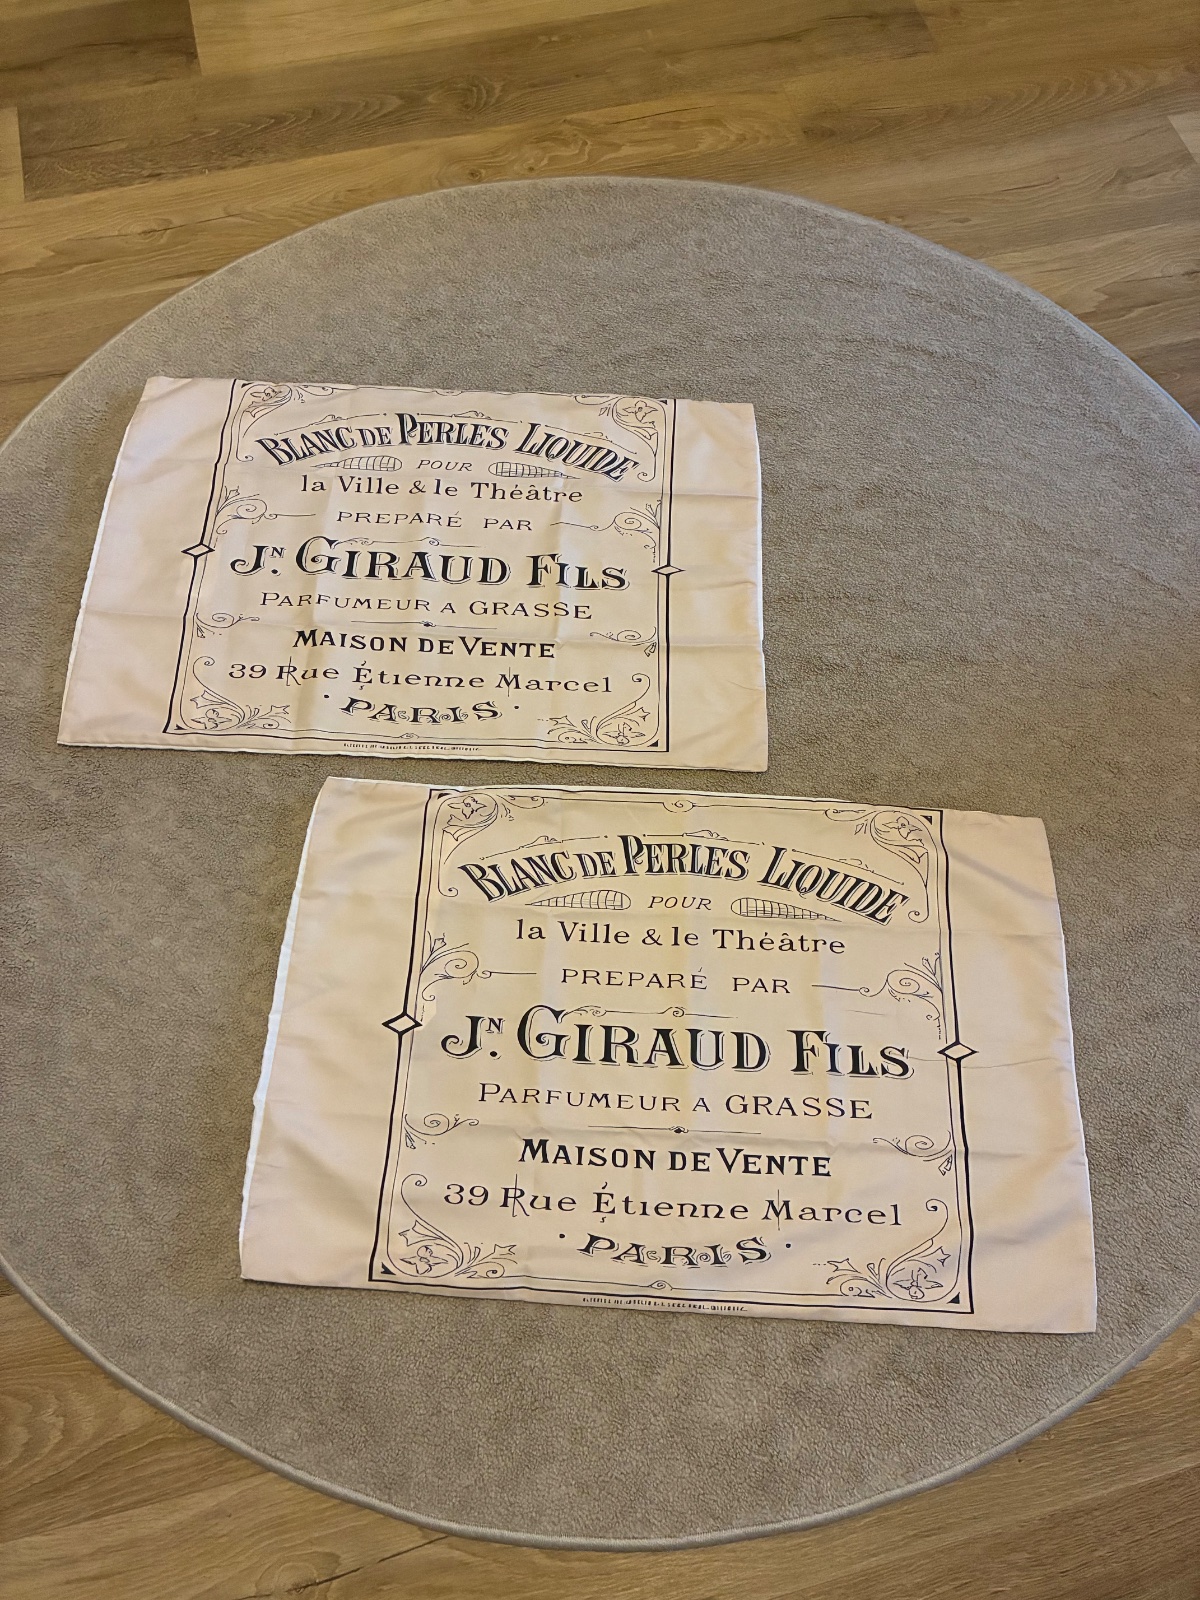 BLANC DE PERLES LIQUIDE
POUR
la Ville & le Théâtre
PREPARÉ PAR
JN. GIRAUD FILS
PARFUMEUR A GRASSE
MAISON DE VENTE
39 Rue Étienne Marcel
· PARIS ·
BLANC DE PERLES LIQUIDE
POUR
la Ville & le Théâtre
PREPARÉ PAR
JN. GIRAUD FILS
PARFUMEUR A GRASSE
MAISON DE VENTE
39 Rue Étienne Marcel
· PARIS ·